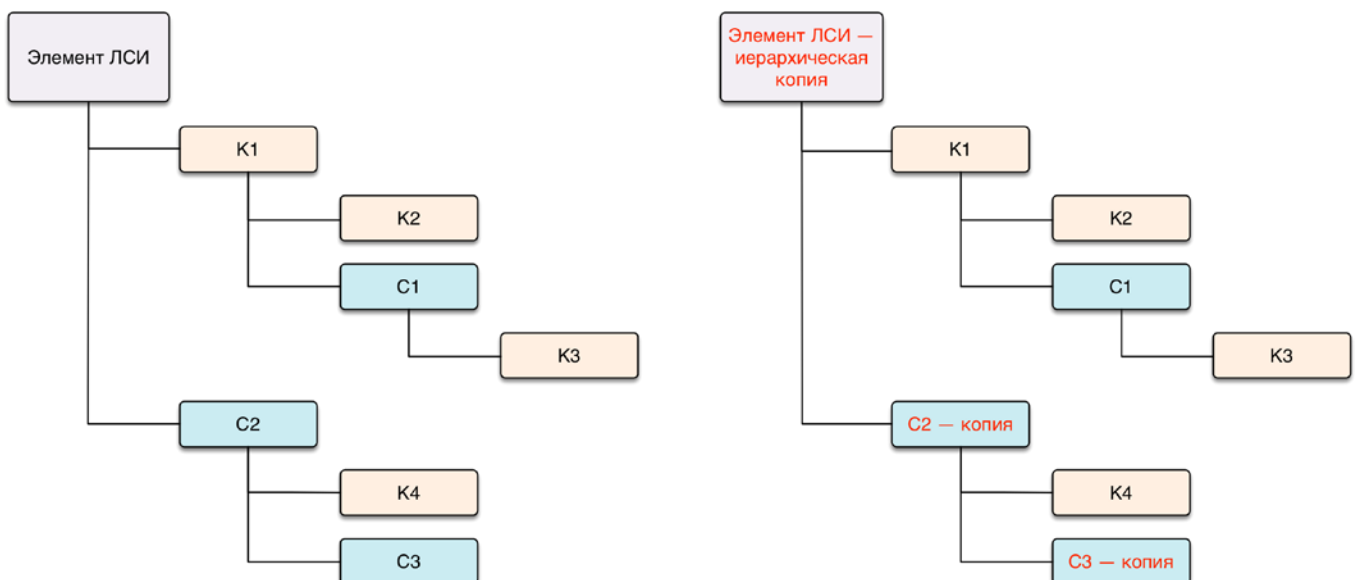 Элемент ЛСИ
К1
К2
С1
К3
С2
К4
С3
Элемент ЛСИ —
иерархическая
копия
К1
К2
С1
К3
С2 — копия
К4
С3 — копия